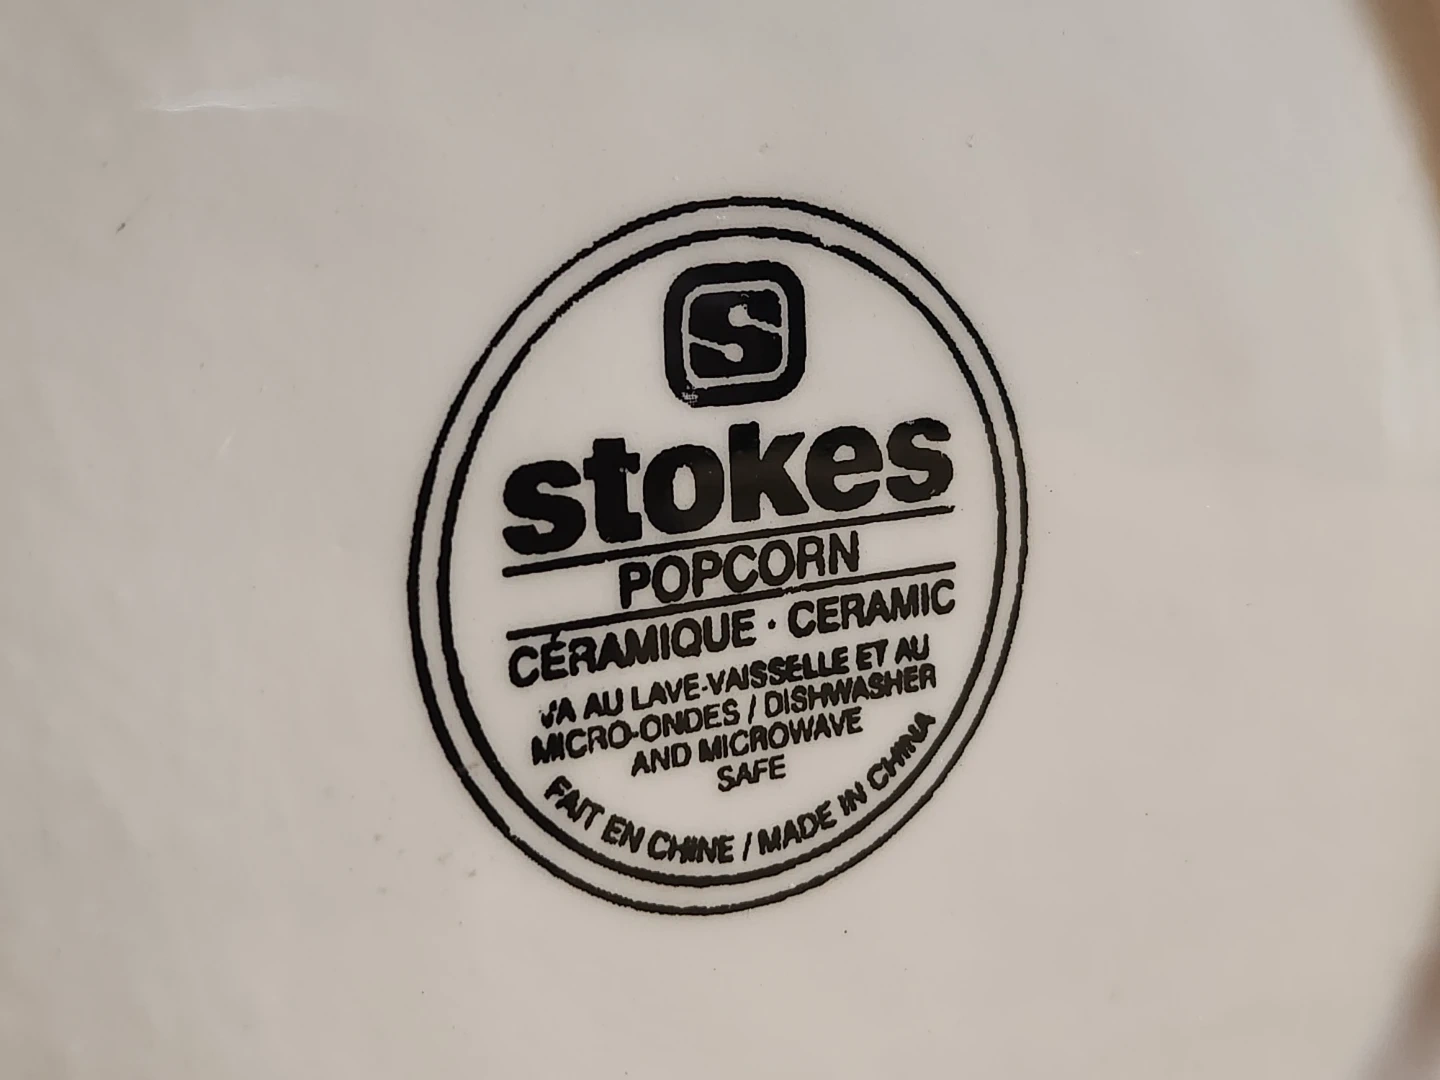 S
stokes
POPCORN
CÉRAMIQUE · CERAMIC
VA AU LAVE-VAISSELLE ET AU
MICRO-ONDES / DISHWASHER
AND MICROWAVE
SAFE
FAIT EN CHINE / MADE IN CHINA